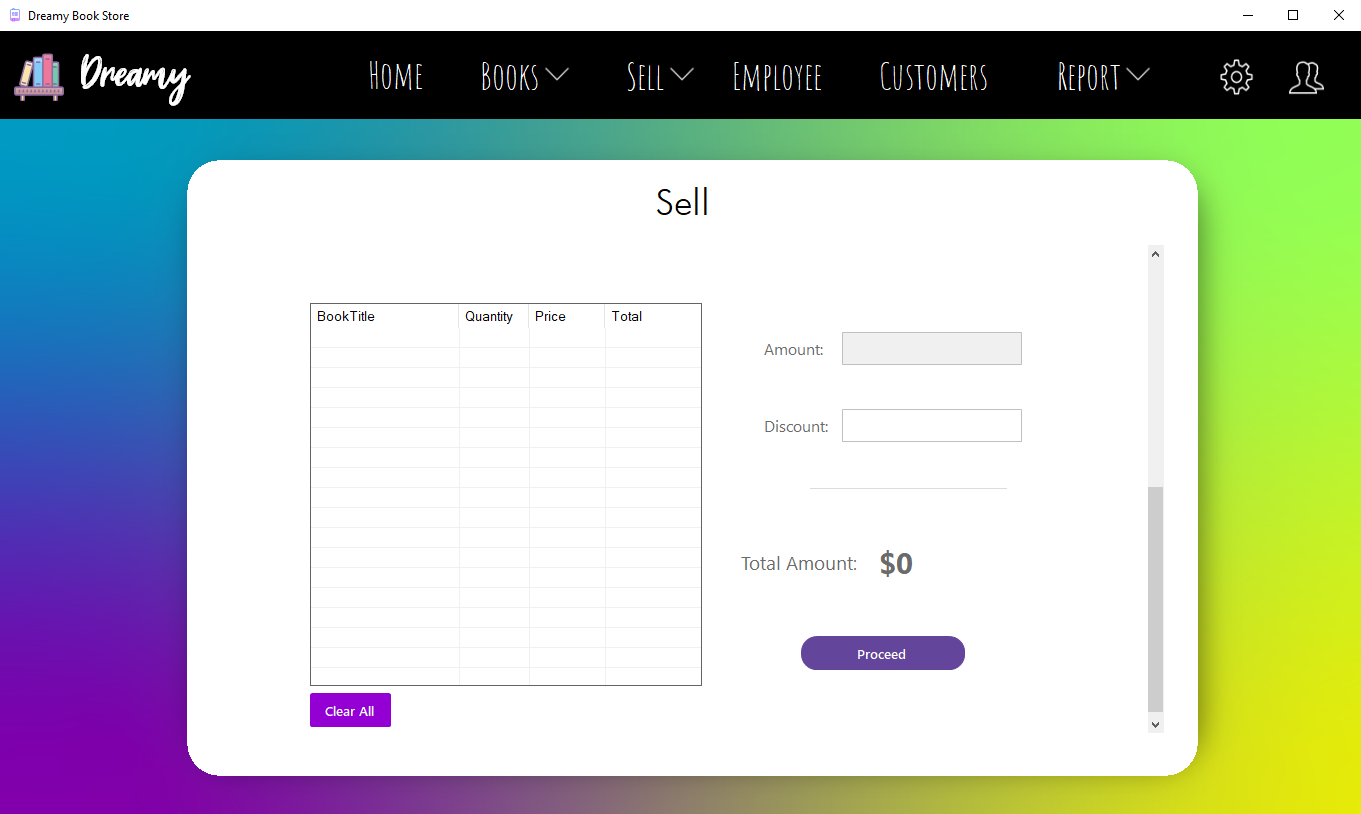 Dreamy Book Store
Dreamy Home Books Sell Employee Customers Report
Sell
BookTitle Quantity Price Total
Amount:
Discount:
Total Amount: $0
Proceed
Clear All